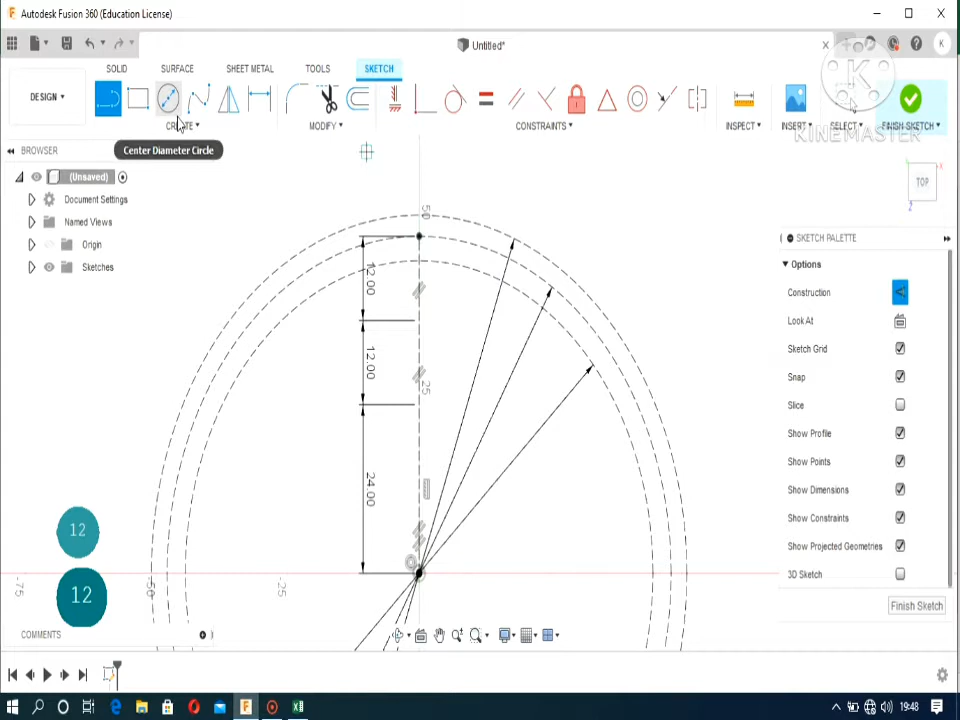 Autodesk Fusion 360 (Education License)
Untitled*
K
SOLID
SURFACE
SHEET METAL
TOOLS
SKETCH
DESIGN
CREATE
MODIFY
CONSTRAINTS
INSPECT
INSERT
SELECT
FINISH SKETCH
K
KINEMASTER
Center Diameter Circle
BROWSER
(Unsaved)
Document Settings
Named Views
Origin
Sketches
TOP
X
Z
SKETCH PALETTE
Options
Construction
Look At
Sketch Grid
Snap
Slice
Show Profile
Show Points
Show Dimensions
Show Constraints
Show Projected Geometries
3D Sketch
Finish Sketch
50
12.00
12.00
25
24.00
-75
-50
-25
12
12
COMMENTS
19:48